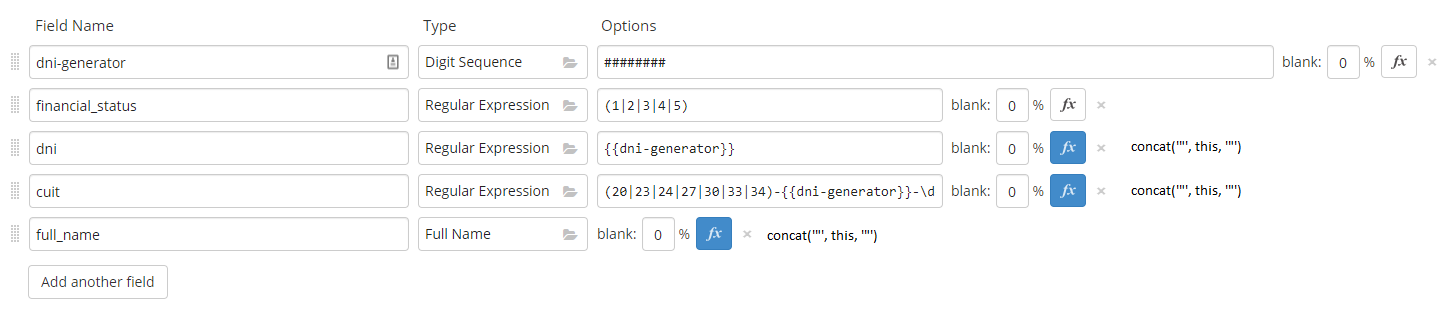 Field Name Type Options
dni-generator Digit Sequence ######## blank: 0 % fx ×
financial_status Regular Expression (1|2|3|4|5) blank: 0 % fx ×
dni Regular Expression {{dni-generator}} blank: 0 % fx × concat("'", this, "'")
cuit Regular Expression (20|23|24|27|30|33|34)-{{dni-generator}}-\d blank: 0 % fx × concat("'", this, "'")
full_name Full Name blank: 0 % fx × concat("'", this, "'")
Add another field